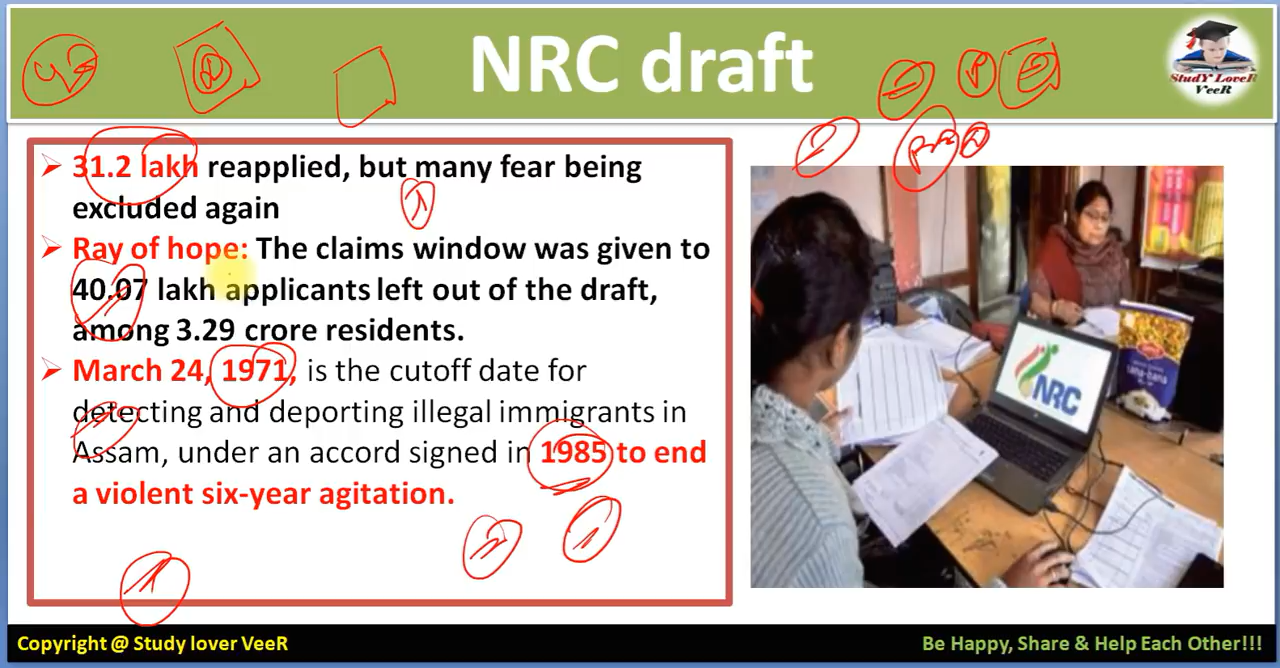 NRC draft
StudY LoveR
VeeR
31.2 lakh reapplied, but many fear being
excluded again
Ray of hope: The claims window was given to
40.07 lakh applicants left out of the draft,
among 3.29 crore residents.
March 24, 1971, is the cutoff date for
detecting and deporting illegal immigrants in
Assam, under an accord signed in 1985 to end
a violent six-year agitation.
NRC
Copyright @ Study lover VeeR
Be Happy, Share & Help Each Other!!!